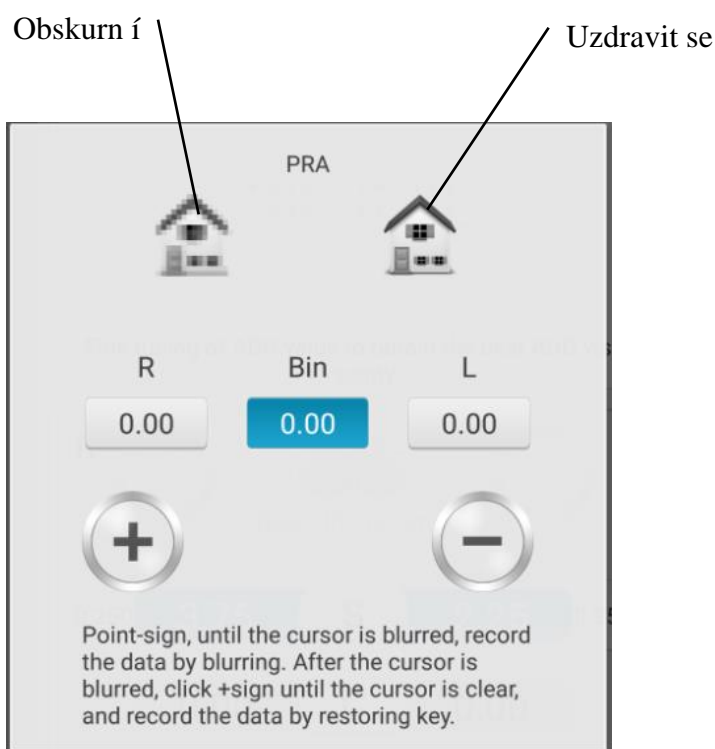 Obskurn í
Uzdravit se
PRA
R Bin L
0.00 0.00 0.00
Point-sign, until the cursor is blurred, record
the data by blurring. After the cursor is
blurred, click +sign until the cursor is clear,
and record the data by restoring key.